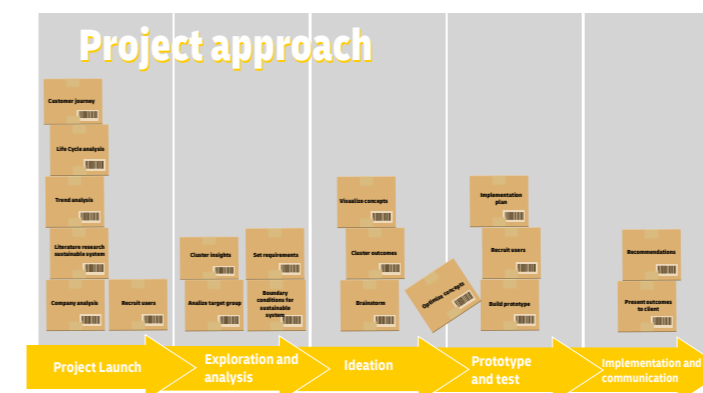 Project approach
Customer journey
Life Cycle analysis
Trend analysis
Literature research
sustainable system
Company analysis
Recruit users
Cluster insights
Set requirements
Analize target group
Boundary
conditions for
sustainable
system
Visualize concepts
Cluster outcomes
Brainstorm
Optimize concepts
Implementation
plan
Recruit users
Build prototype
Recommendations
Present outcomes
to client
Project Launch
Exploration and
analysis
Ideation
Prototype
and test
Implementation and
communication